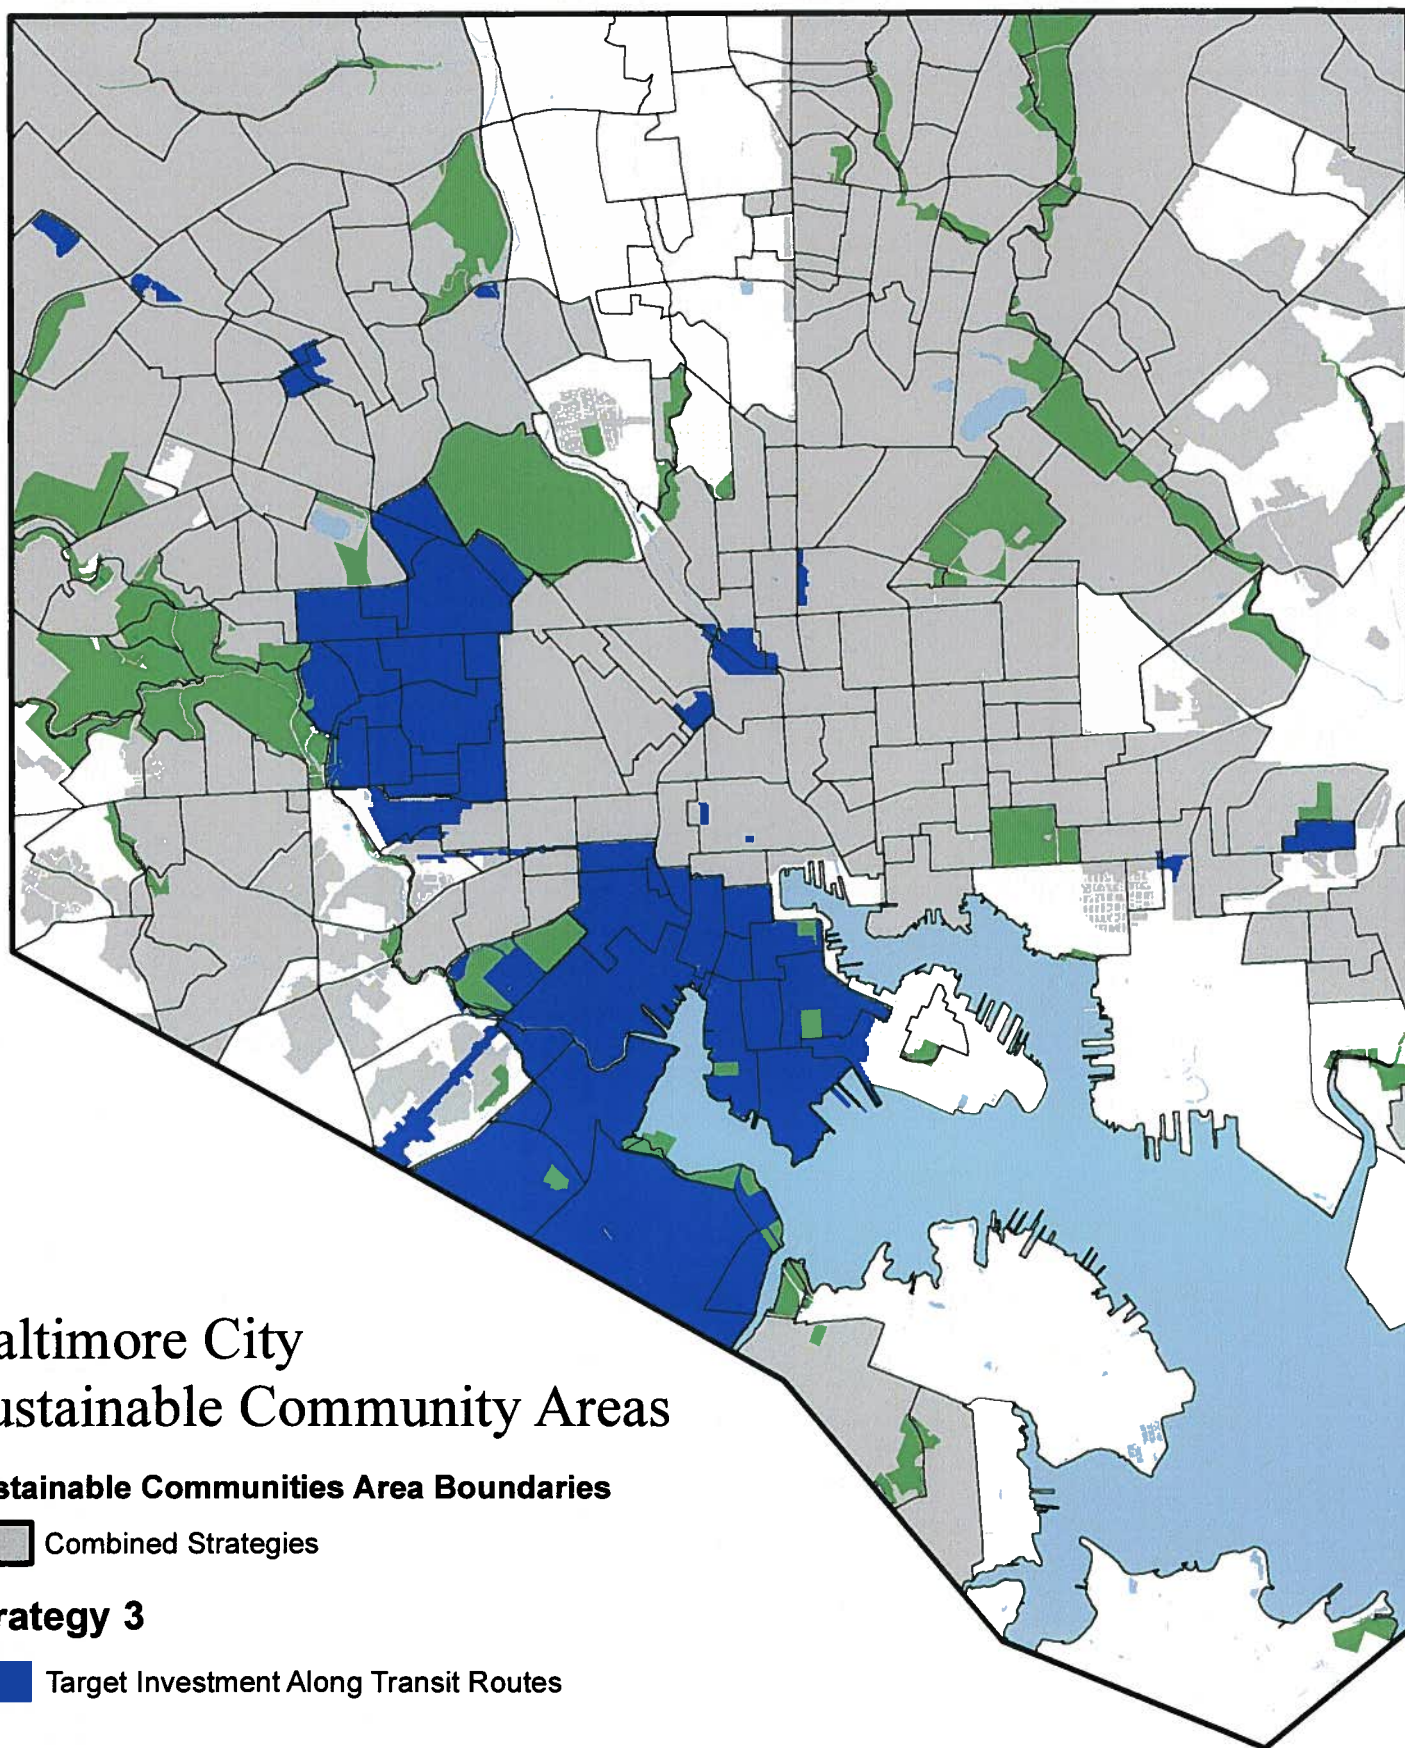 altimore City
ustainable Community Areas
stainable Communities Area Boundaries
Combined Strategies
rategy 3
Target Investment Along Transit Routes